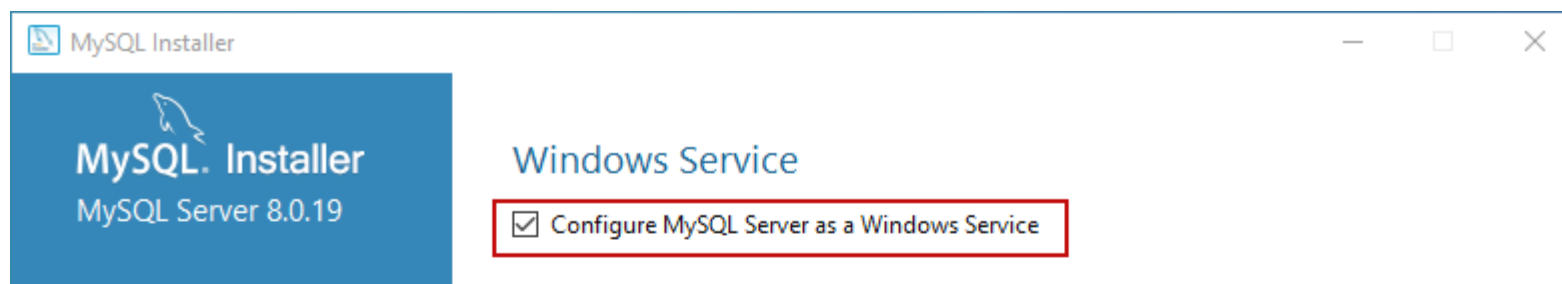 MySQL Installer
MySQL. Installer
MySQL Server 8.0.19
Windows Service
Configure MySQL Server as a Windows Service